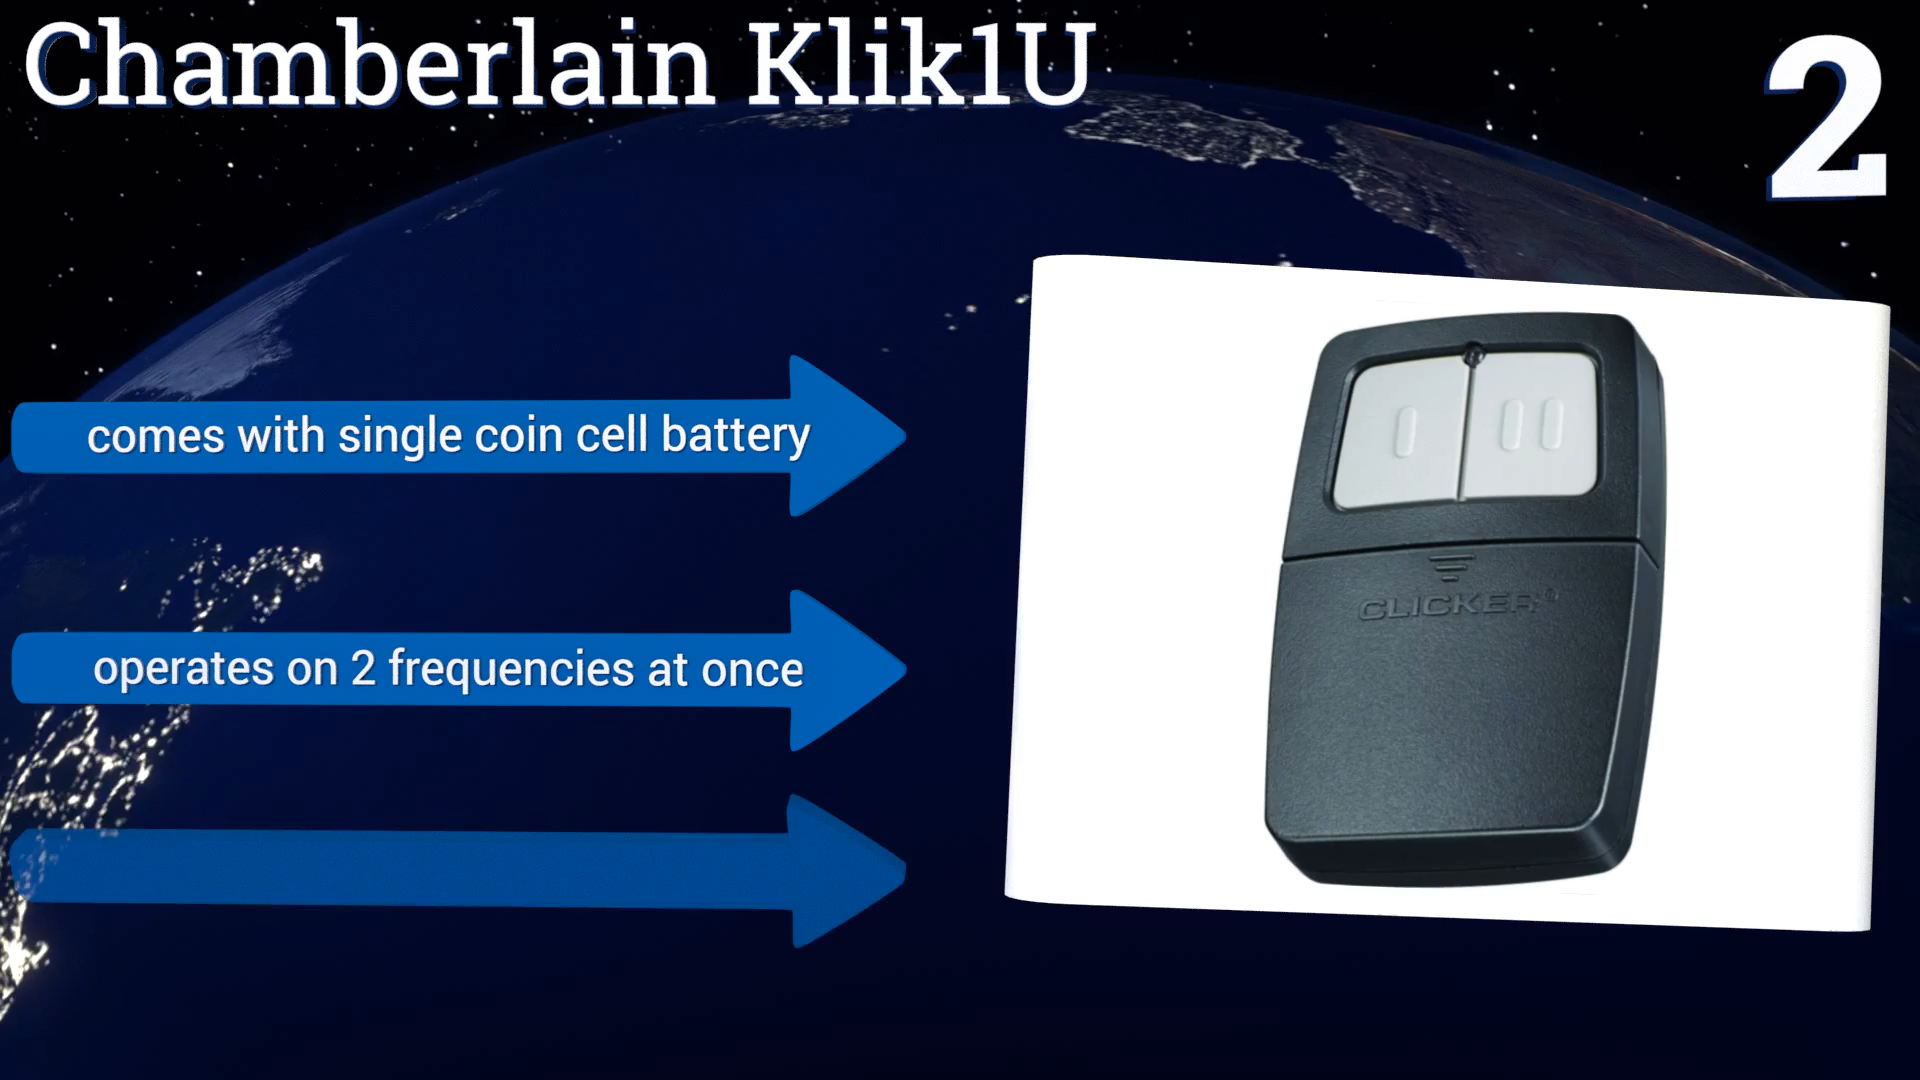 Chamberlain Klik1U
2
comes with single coin cell battery
operates on 2 frequencies at once
CLICKER®